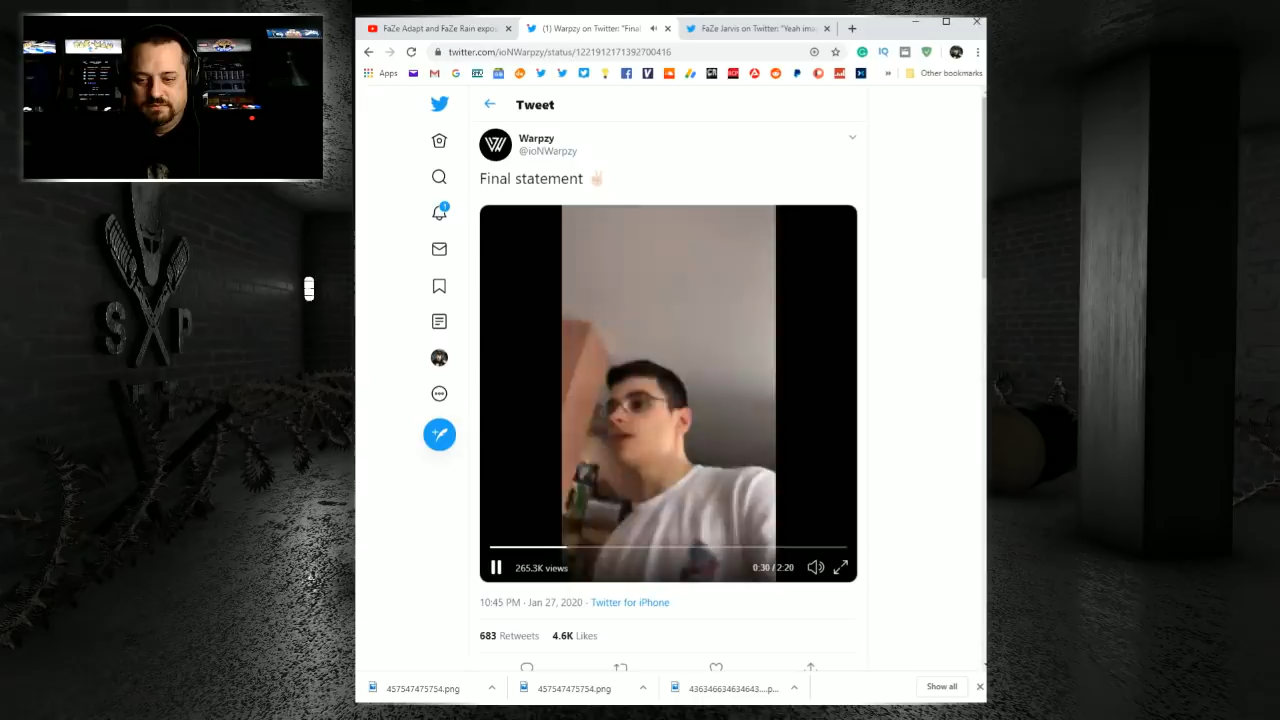 FaZe Adapt and FaZe Rain expo
(1) Warpzy on Twitter: "Final
FaZe Jarvis on Twitter: "Yeah ima
twitter.com/ioNWarpzy/status/1221912171392700416
Apps
Other bookmarks
Tweet
Warpzy
@ioNWarpzy
Final statement ✌🏻
1
265.3K views
0:30 / 2:20
10:45 PM · Jan 27, 2020 · Twitter for iPhone
683 Retweets 4.6K Likes
S X P
457547475754.png
457547475754.png
436346634634643....p...
Show all